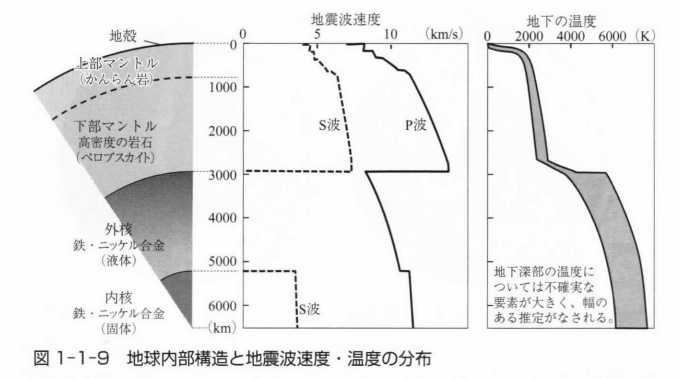 地殻
上部マントル
(かんらん岩)
下部マントル
高密度の岩石
(ペロブスカイト)
外核
鉄・ニッケル合金
(液体)
内核
鉄・ニッケル合金
(固体)
地震波速度
0 5 10 (km/s)
0
1000
2000
3000
4000
5000
6000
(km)
S波
P波
S波
地下の温度
0 2000 4000 6000 (K)
地下深部の温度に
ついては不確実な
要素が大きく、幅の
ある推定がなされる。
図 1-1-9 地球内部構造と地震波速度・温度の分布